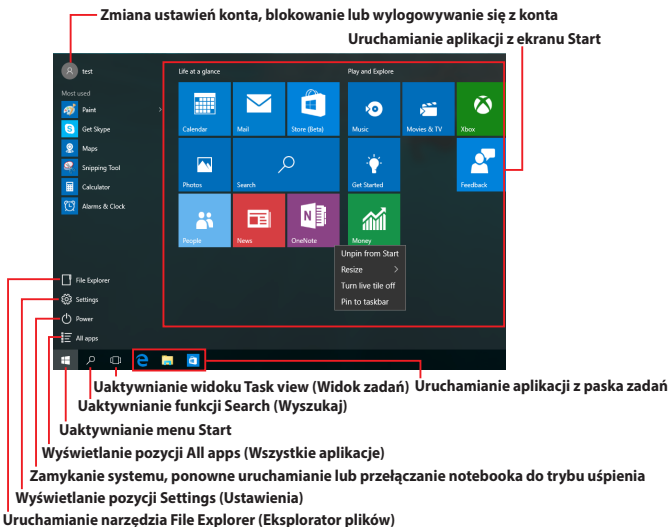 Zmiana ustawień konta, blokowanie lub wylogowywanie się z konta
Uruchamianie aplikacji z ekranu Start
test
Life at a glance
Play and Explore
Most used
Paint
Get Skype
Maps
Snipping Tool
Calculator
Alarms & Clock
Calendar
Mail
Store (Beta)
Music
Movies & TV
Xbox
Photos
Search
Get Started
Feedback
People
News
OneNote
Money
Unpin from Start
Resize
Turn live tile off
Pin to taskbar
File Explorer
Settings
Power
All apps
Uaktywnianie widoku Task view (Widok zadań)
Uruchamianie aplikacji z paska zadań
Uaktywnianie funkcji Search (Wyszukaj)
Uaktywnianie menu Start
Wyświetlanie pozycji All apps (Wszystkie aplikacje)
Zamykanie systemu, ponowne uruchamianie lub przełączanie notebooka do trybu uśpienia
Wyświetlanie pozycji Settings (Ustawienia)
Uruchamianie narzędzia File Explorer (Eksplorator plików)